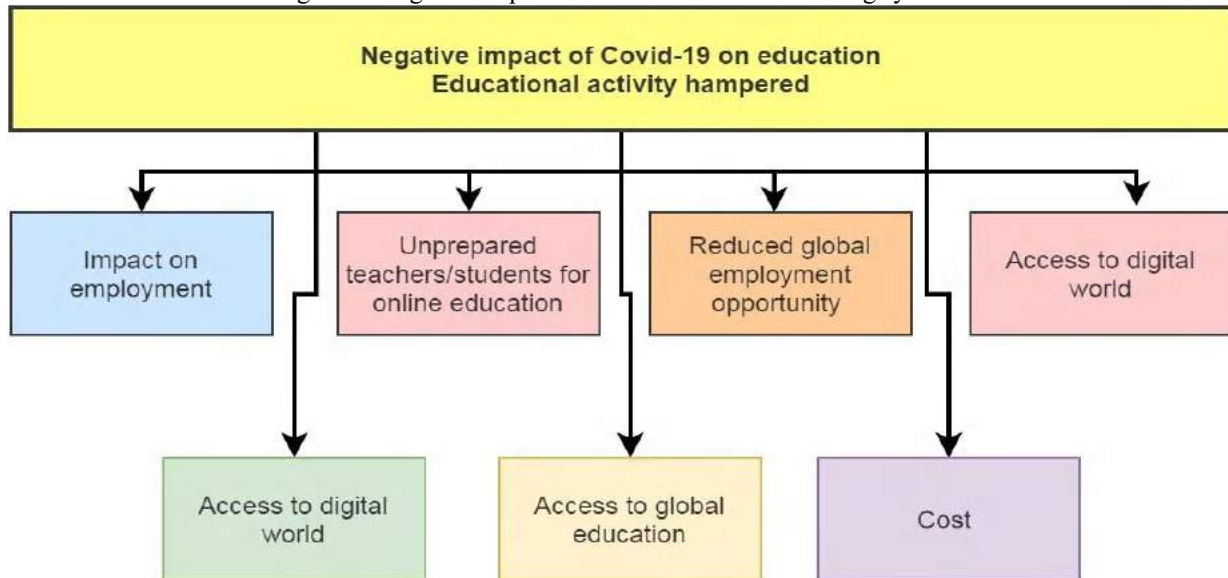 Negative impact of Covid-19 on education
Educational activity hampered
Impact on
employment
Unprepared
teachers/students for
online education
Reduced global
employment
opportunity
Access to digital
world
Access to digital
world
Access to global
education
Cost